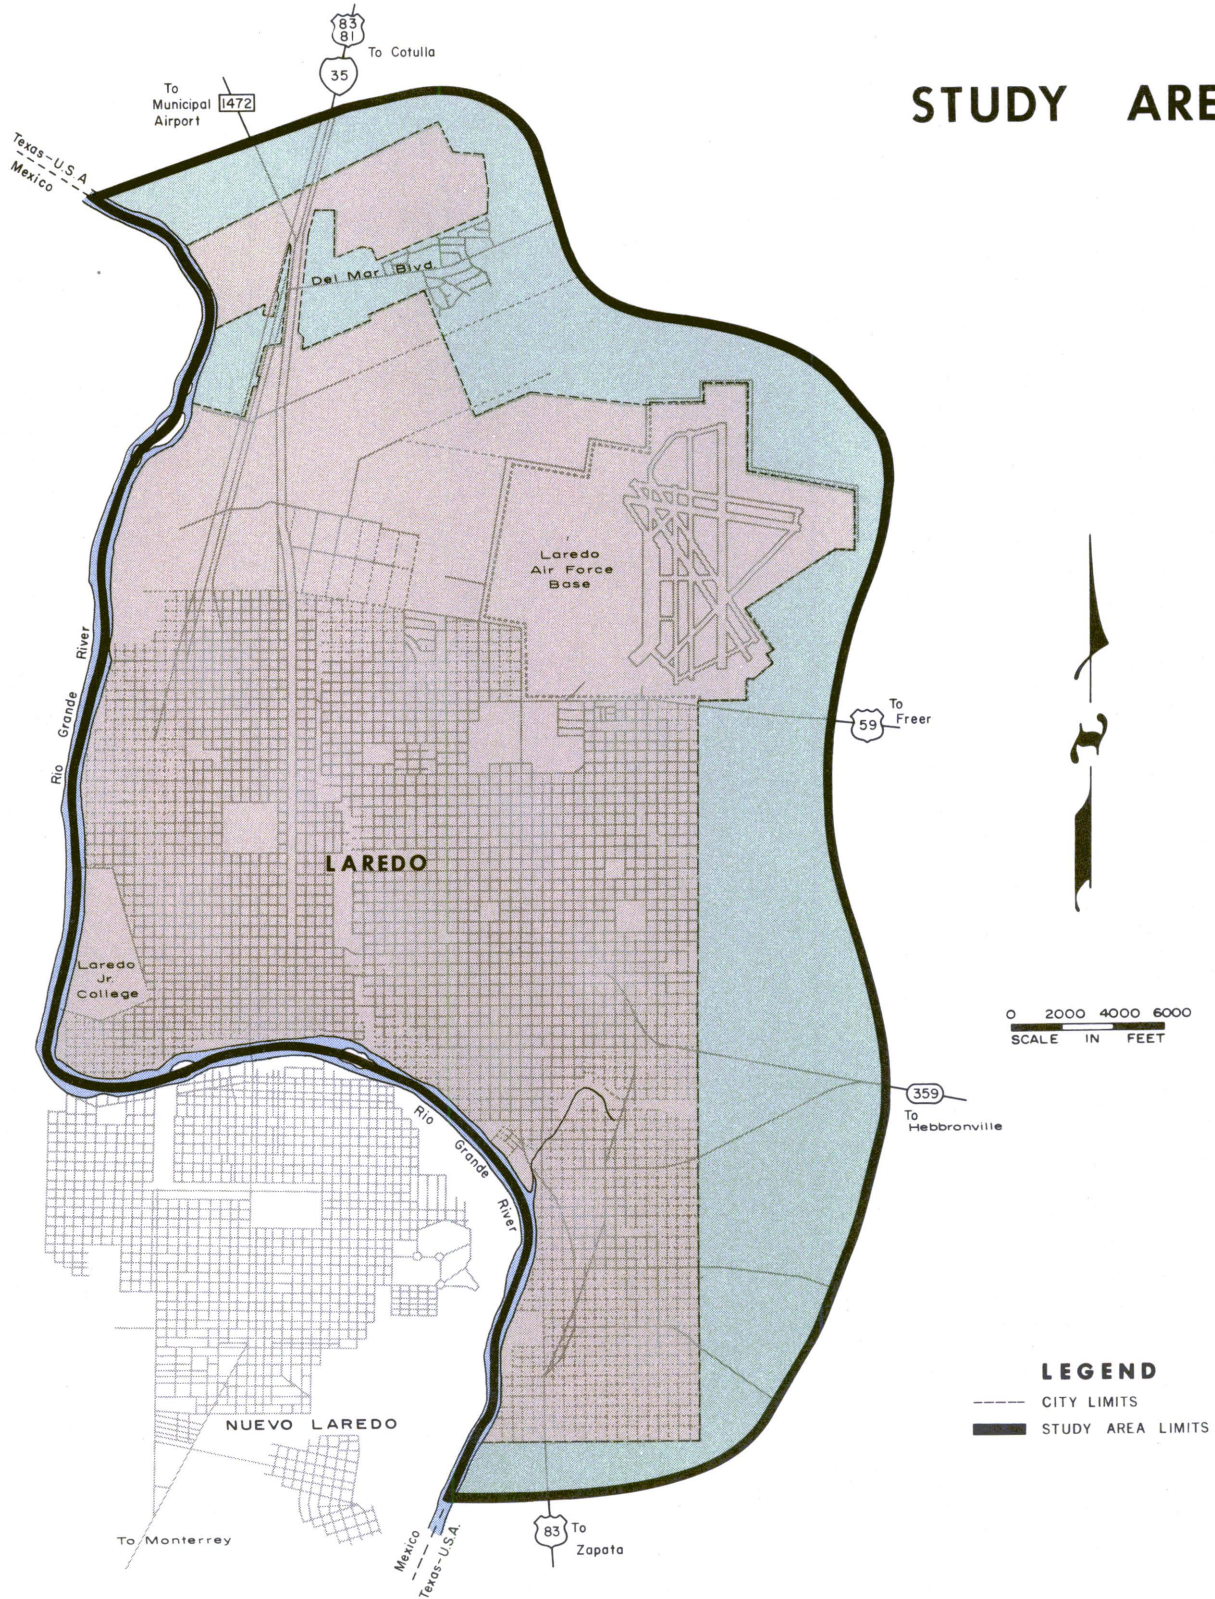 83
81
To Cotulla
35
To
Municipal
Airport
1472
STUDY ARE
Texas-U.S.A
Mexico
Del Mar Blvd.
Laredo
Air Force
Base
Rio Grande River
To
Freer
59
LAREDO
Laredo
Jr.
College
0 2000 4000 6000
SCALE IN FEET
359
To
Hebbronville
Rio Grande River
LEGEND
CITY LIMITS
STUDY AREA LIMITS
NUEVO LAREDO
To Monterrey
83
To
Zapata
Mexico
Texas-U.S.A.